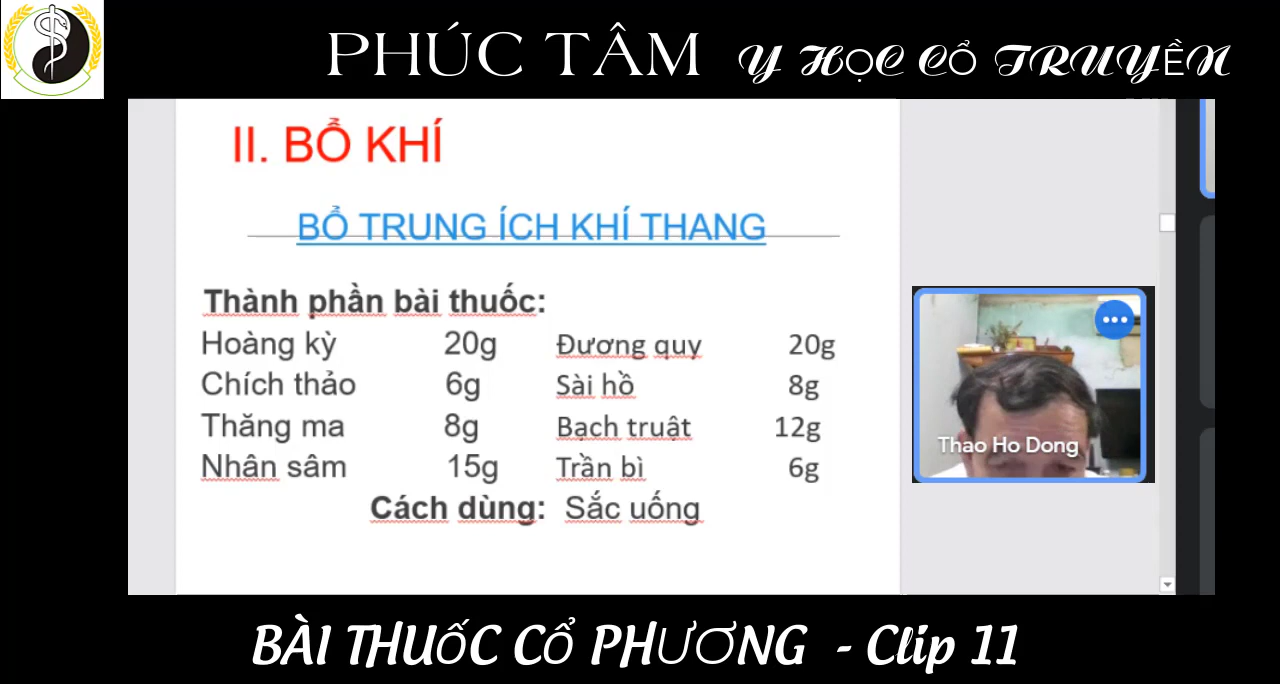 PHÚC TÂM Y HỌC CỔ TRUYỀN
II. BỔ KHÍ
BỔ TRUNG ÍCH KHÍ THANG
Thành phần bài thuốc:
Hoàng kỳ 20g Đương quy 20g
Chích thảo 6g Sài hồ 8g
Thăng ma 8g Bạch truật 12g
Nhân sâm 15g Trần bì 6g
Cách dùng: Sắc uống
Thao Ho Dong
BÀI THUỐC CỔ PHƯƠNG - Clip 11